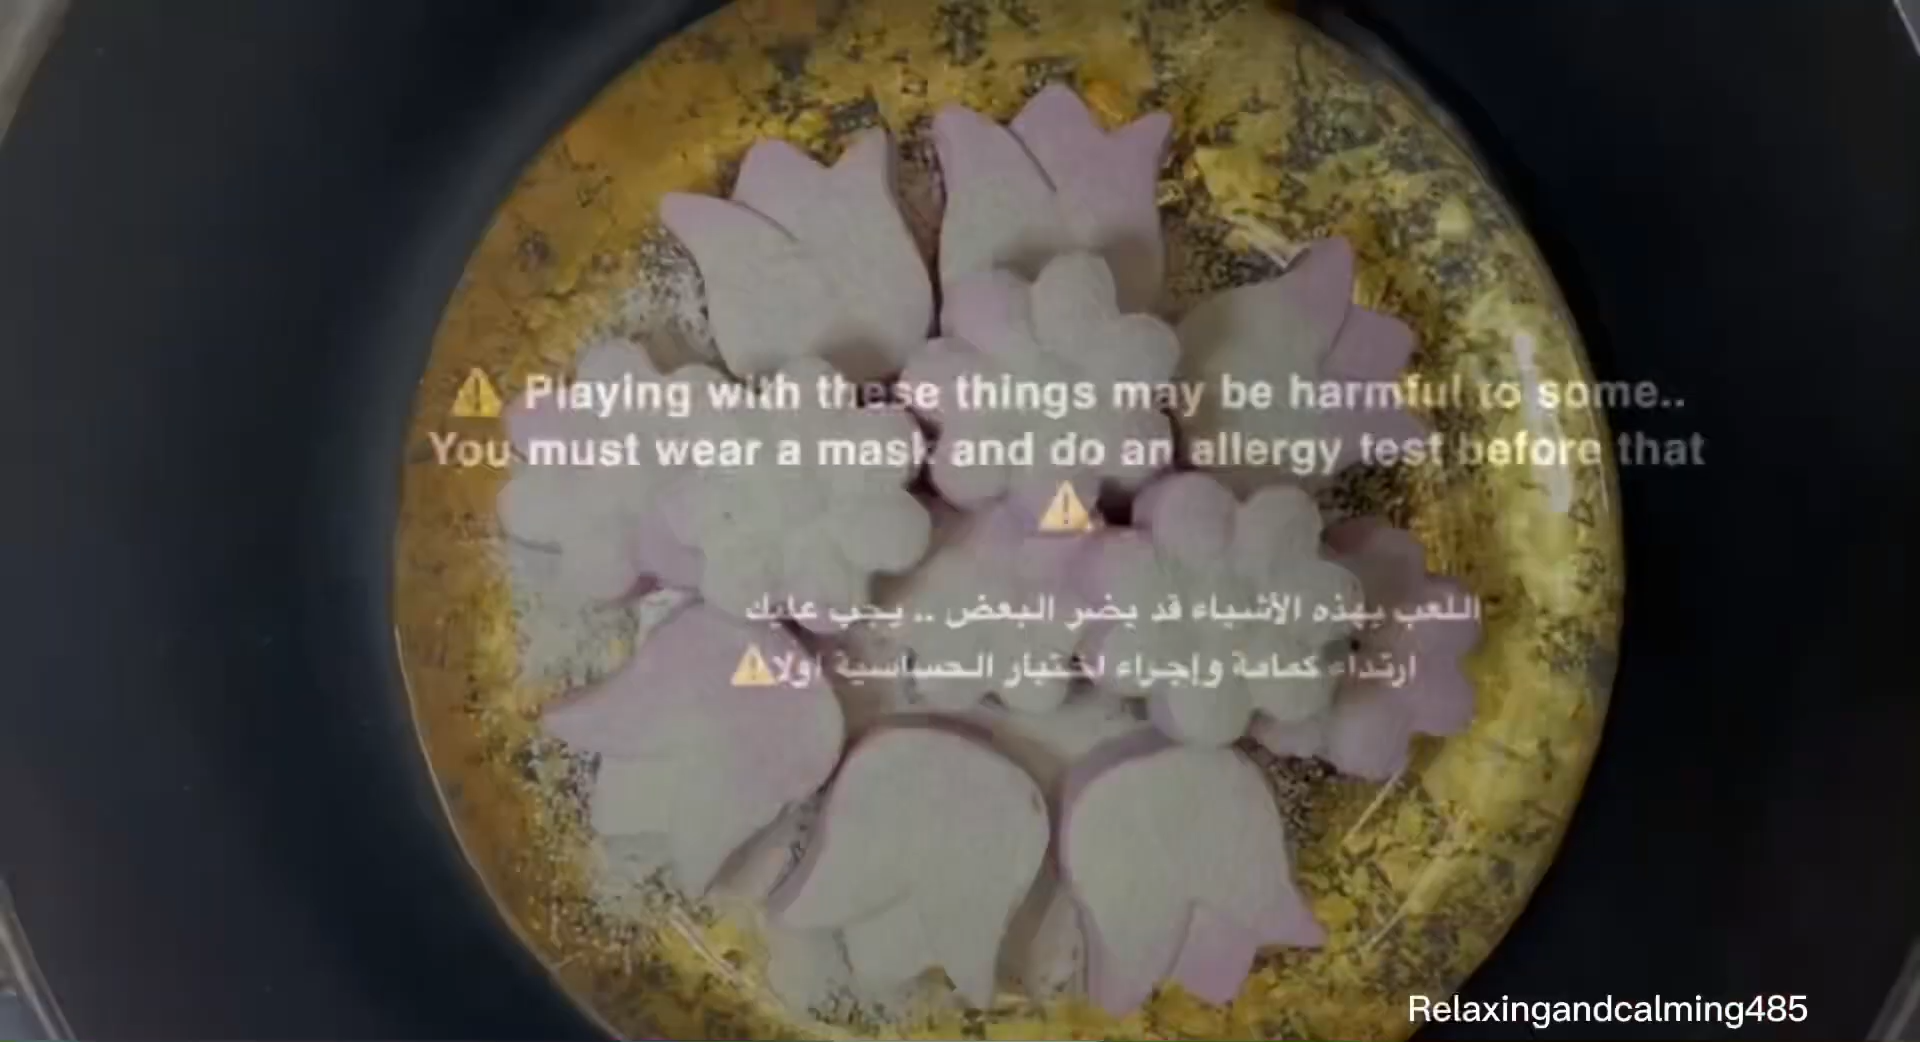 ⚠️ Playing with these things may be harmful to some..
You must wear a mask and do an allergy test before that
⚠️
اللعب بهذه الأشياء قد يضر البعض .. يجب عليك
ارتداء كمامة وإجراء اختبار الحساسية اولا⚠️
Relaxingandcalming485